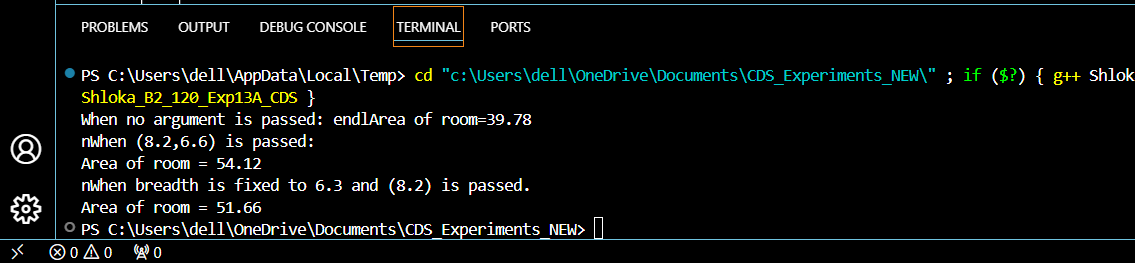 PROBLEMS OUTPUT DEBUG CONSOLE TERMINAL PORTS
PS C:\Users\dell\AppData\Local\Temp> cd "c:\Users\dell\OneDrive\Documents\CDS_Experiments_NEW\" ; if ($?) { g++ Shlo
Shloka_B2_120_Exp13A_CDS }
When no argument is passed: endlArea of room=39.78
nWhen (8.2,6.6) is passed:
Area of room = 54.12
nWhen breadth is fixed to 6.3 and (8.2) is passed.
Area of room = 51.66
PS C:\Users\dell\OneDrive\Documents\CDS_Experiments_NEW>
0 0 0